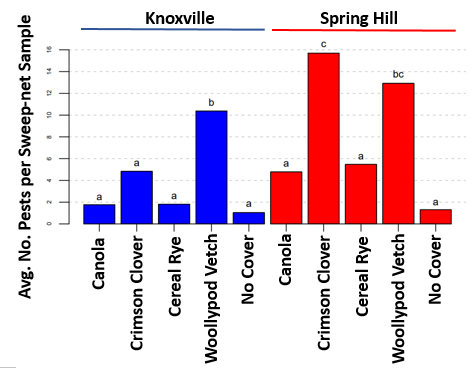 Knoxville
Spring Hill
Avg. No. Pests per Sweep-net Sample
16
14
12
10
8
6
4
2
0
a
a
a
b
a
a
c
a
bc
a
Canola
Crimson Clover
Cereal Rye
Woollypod Vetch
No Cover
Canola
Crimson Clover
Cereal Rye
Woollypod Vetch
No Cover